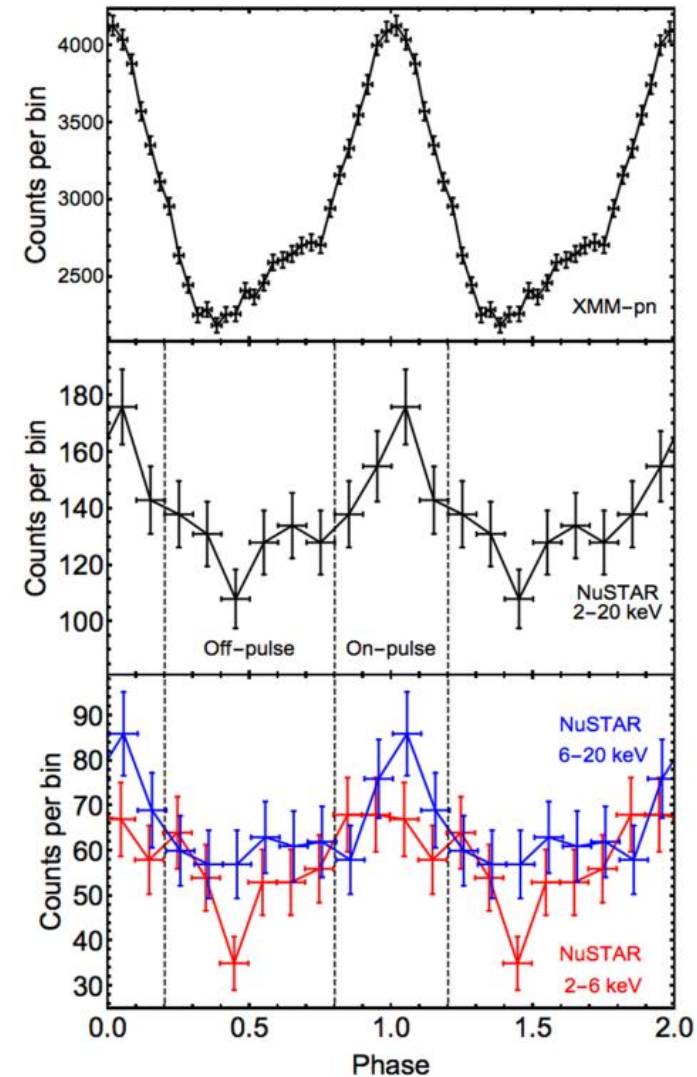 Counts per bin
4000
3500
3000
2500
XMM-pn
Counts per bin
180
160
140
120
100
NuSTAR
2-20 keV
Off-pulse
On-pulse
Counts per bin
90
80
70
60
50
40
30
NuSTAR
6-20 keV
NuSTAR
2-6 keV
0.0 0.5 1.0 1.5 2.0
Phase